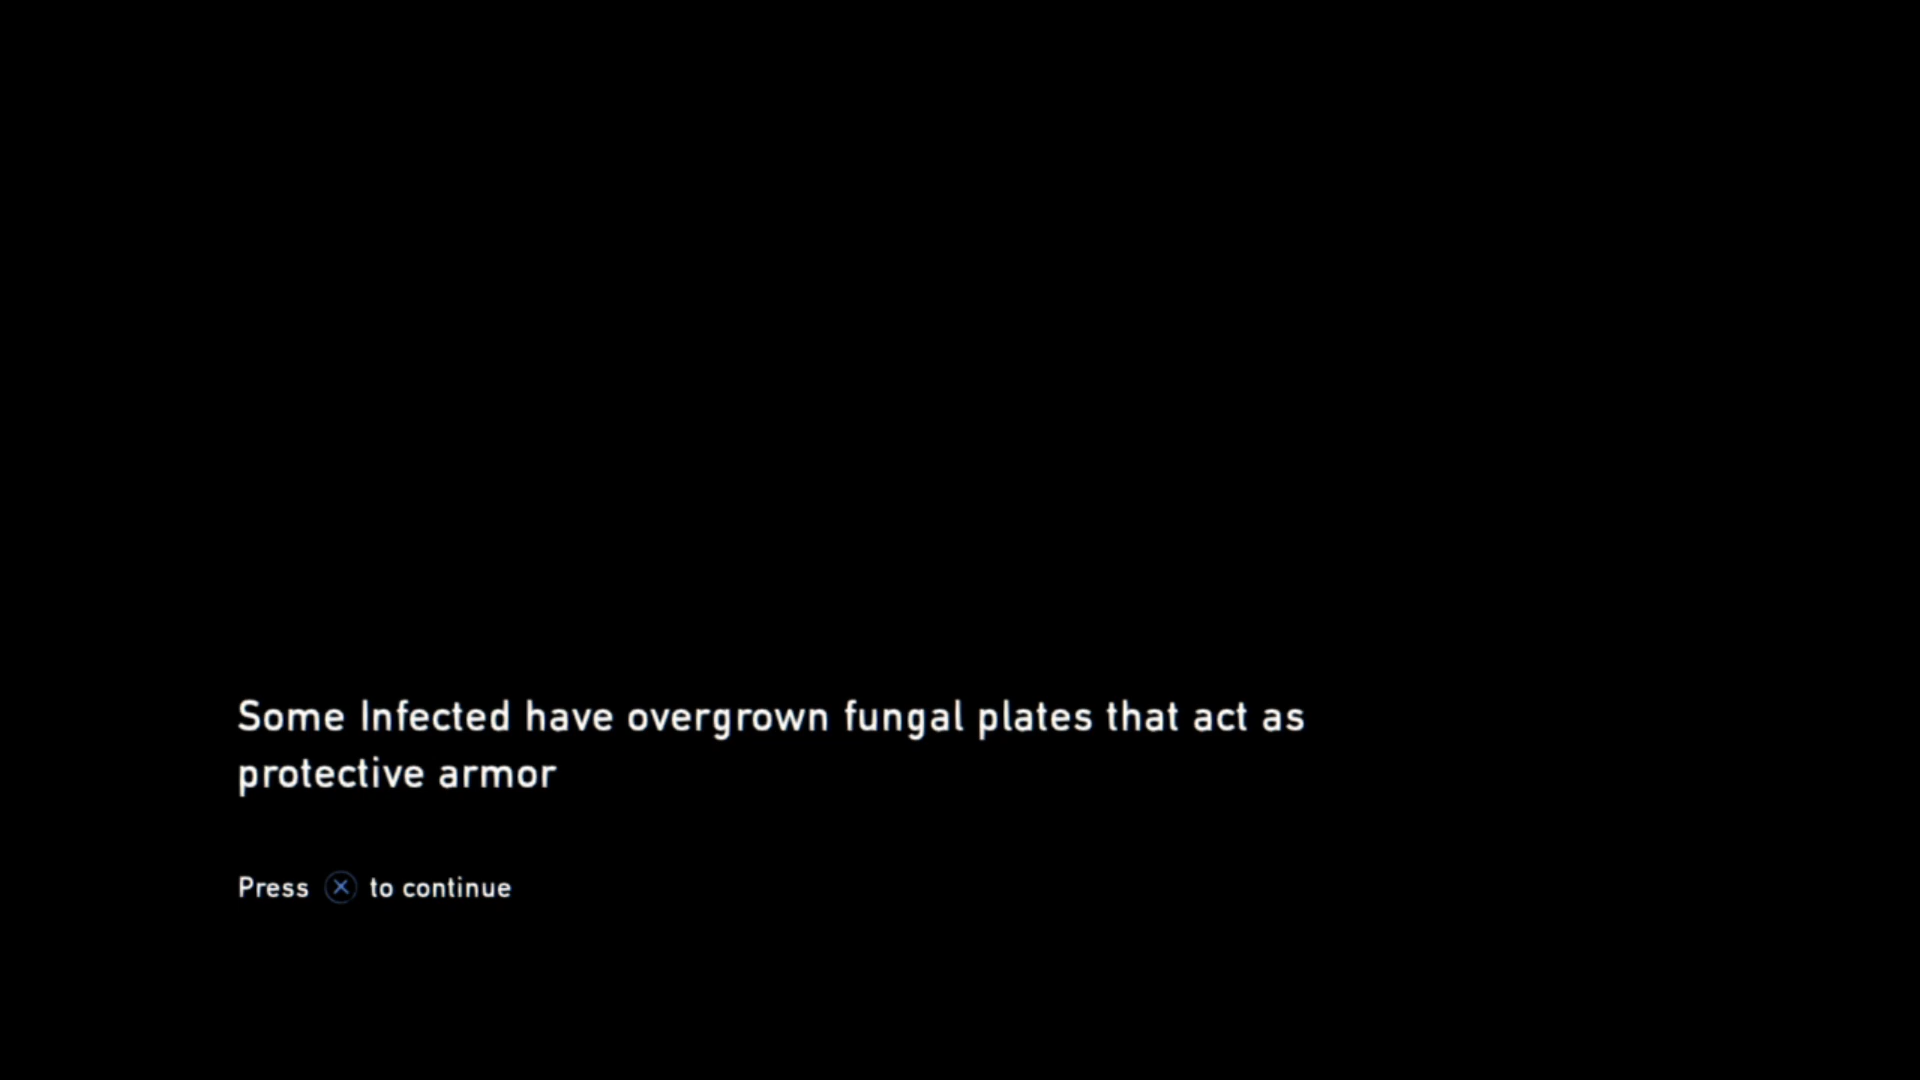 Some Infected have overgrown fungal plates that act as
protective armor
Press ⓧ to continue